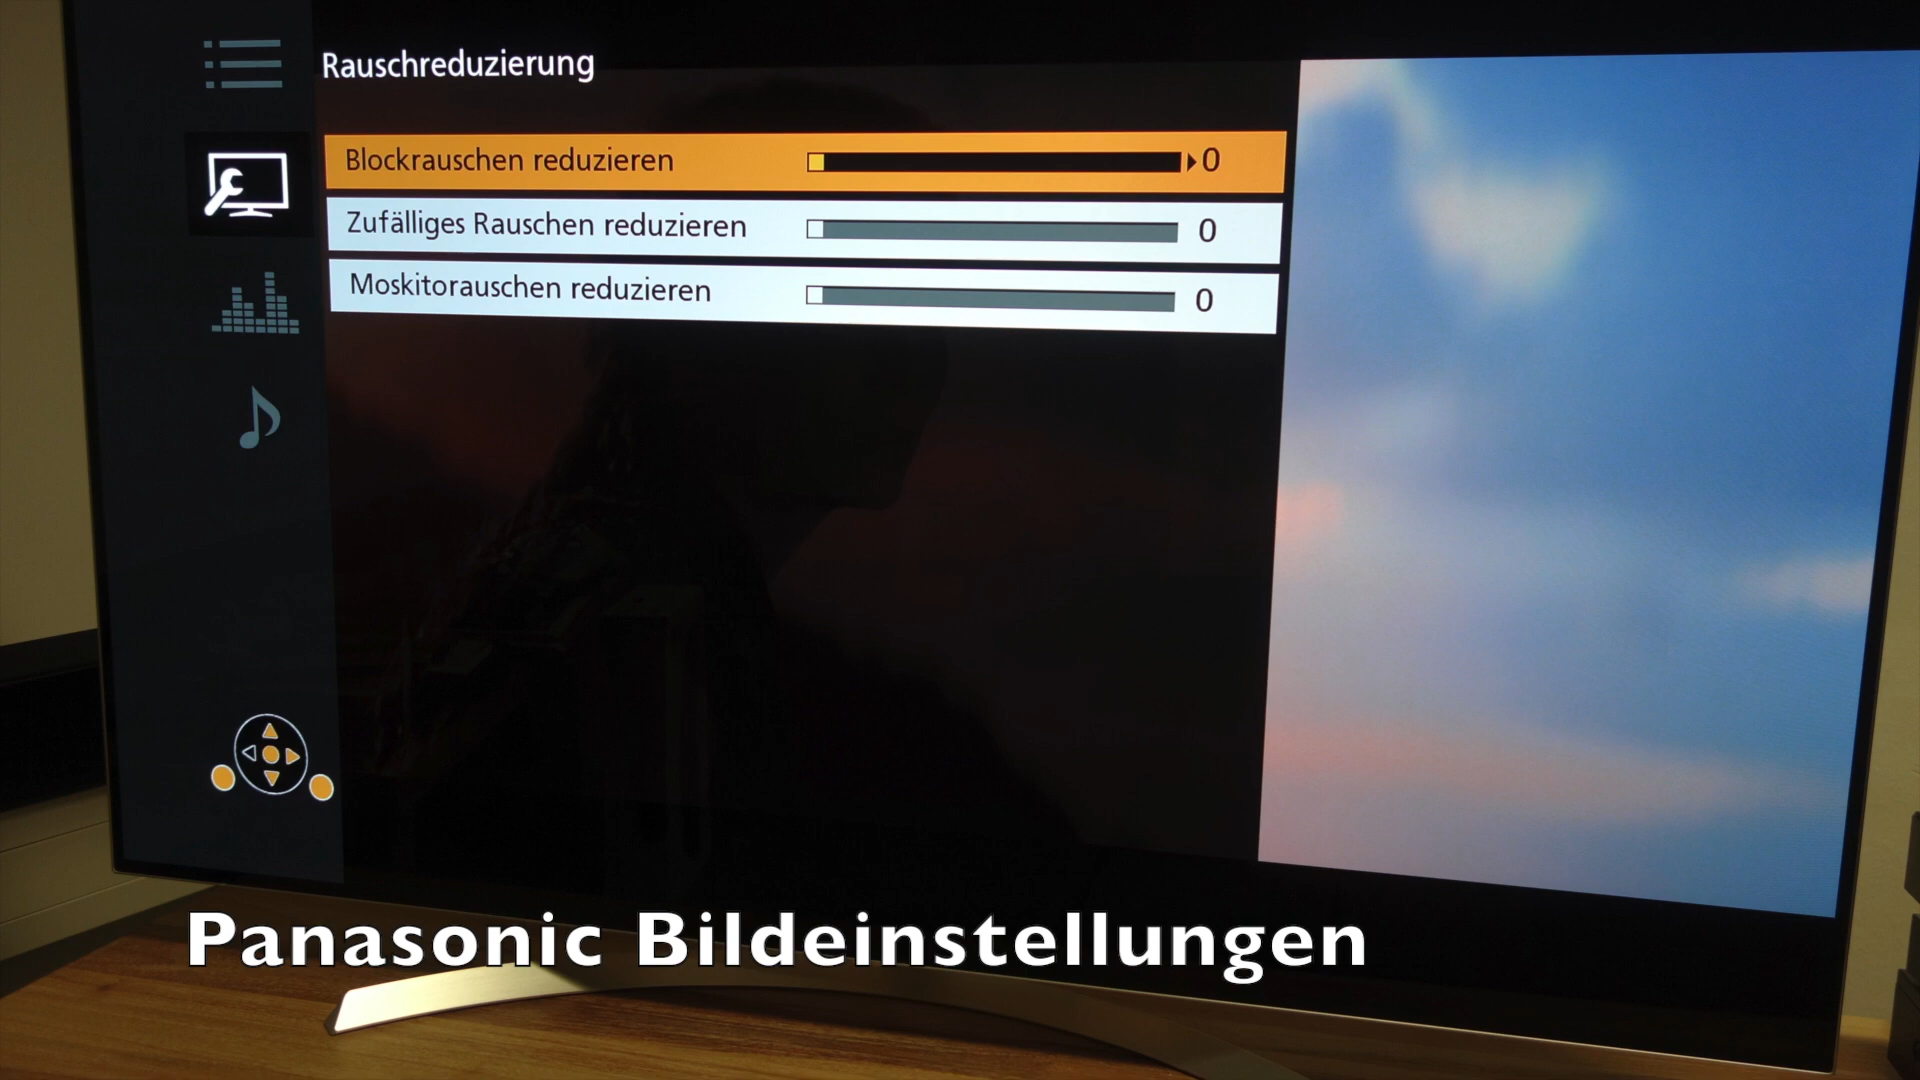 Rauschreduzierung
Blockrauschen reduzieren 0
Zufälliges Rauschen reduzieren 0
Moskitorauschen reduzieren 0
Panasonic Bildeinstellungen